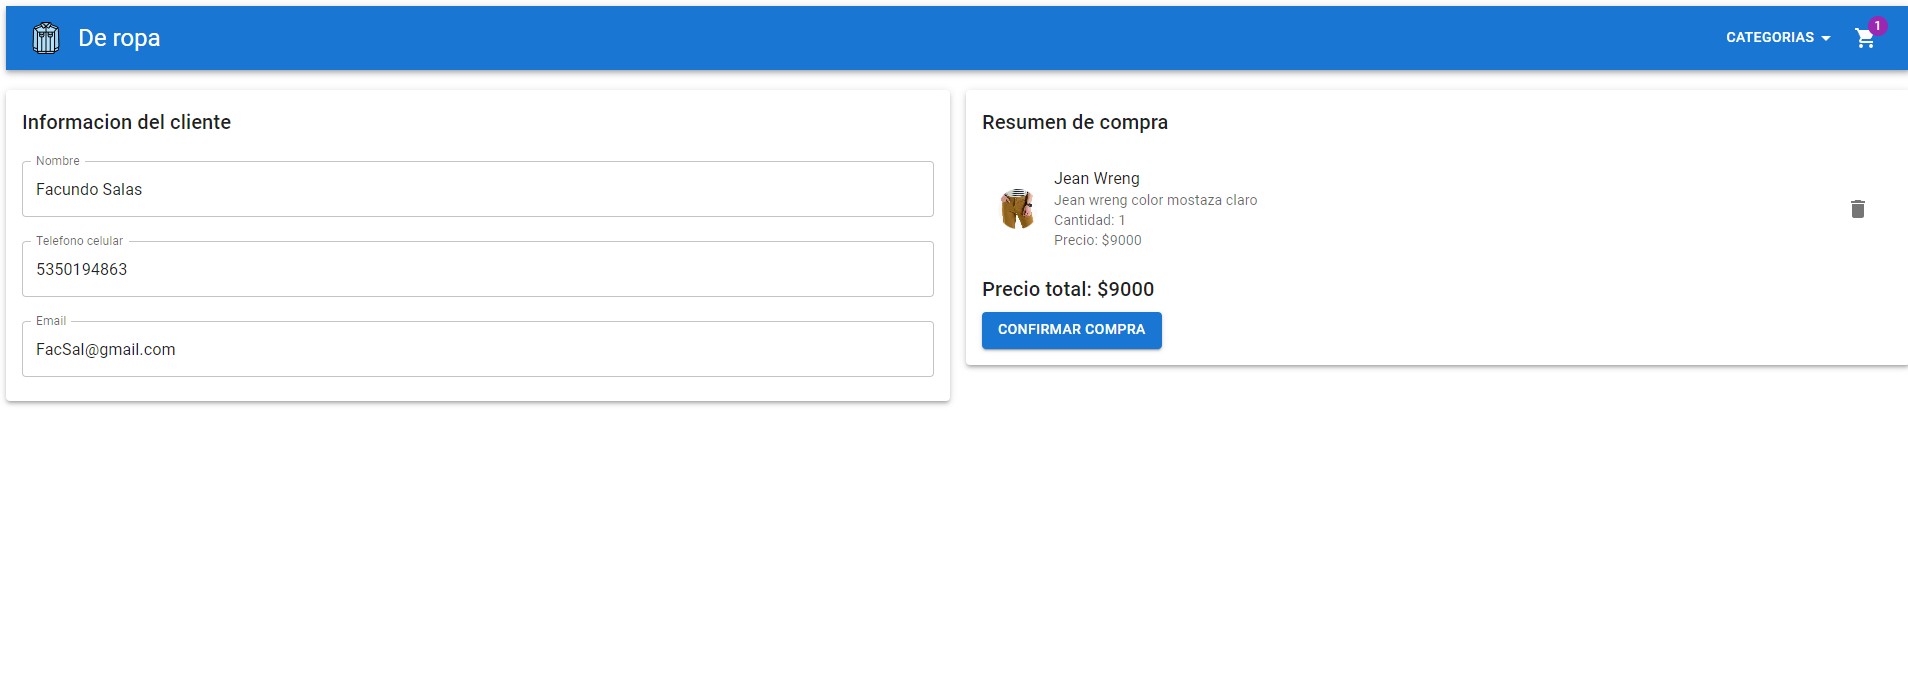 De ropa
CATEGORIAS
1
Informacion del cliente
Nombre
Facundo Salas
Telefono celular
5350194863
Email
FacSal@gmail.com
Resumen de compra
Jean Wreng
Jean wreng color mostaza claro
Cantidad: 1
Precio: $9000
Precio total: $9000
CONFIRMAR COMPRA